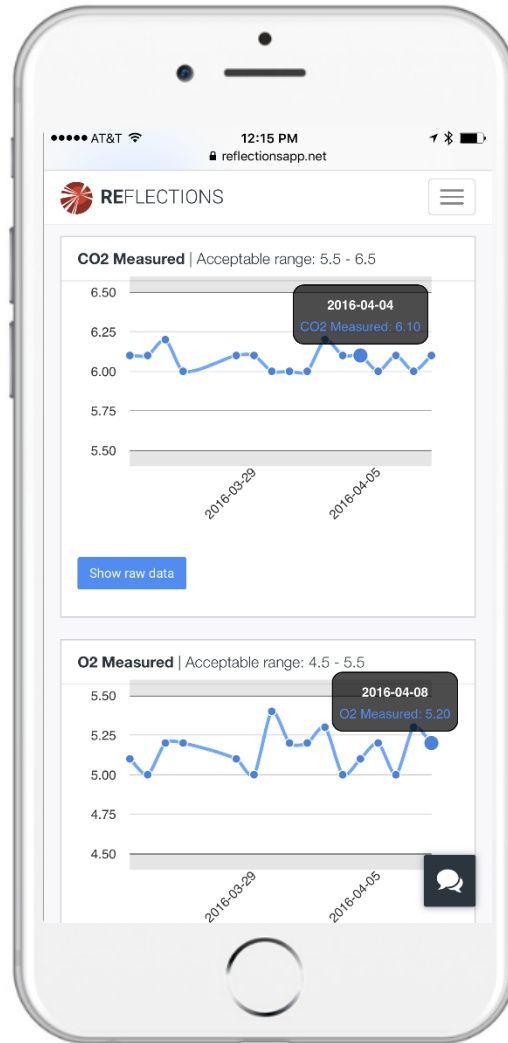 AT&T 12:15 PM
reflectionsapp.net
REFLECTIONS
CO2 Measured | Acceptable range: 5.5 - 6.5
6.50
2016-04-04
CO2 Measured: 6.10
6.25
6.00
5.75
5.50
2016-03-29 2016-04-05
Show raw data
O2 Measured | Acceptable range: 4.5 - 5.5
5.50
2016-04-08
O2 Measured: 5.20
5.25
5.00
4.75
4.50
2016-03-29 2016-04-05